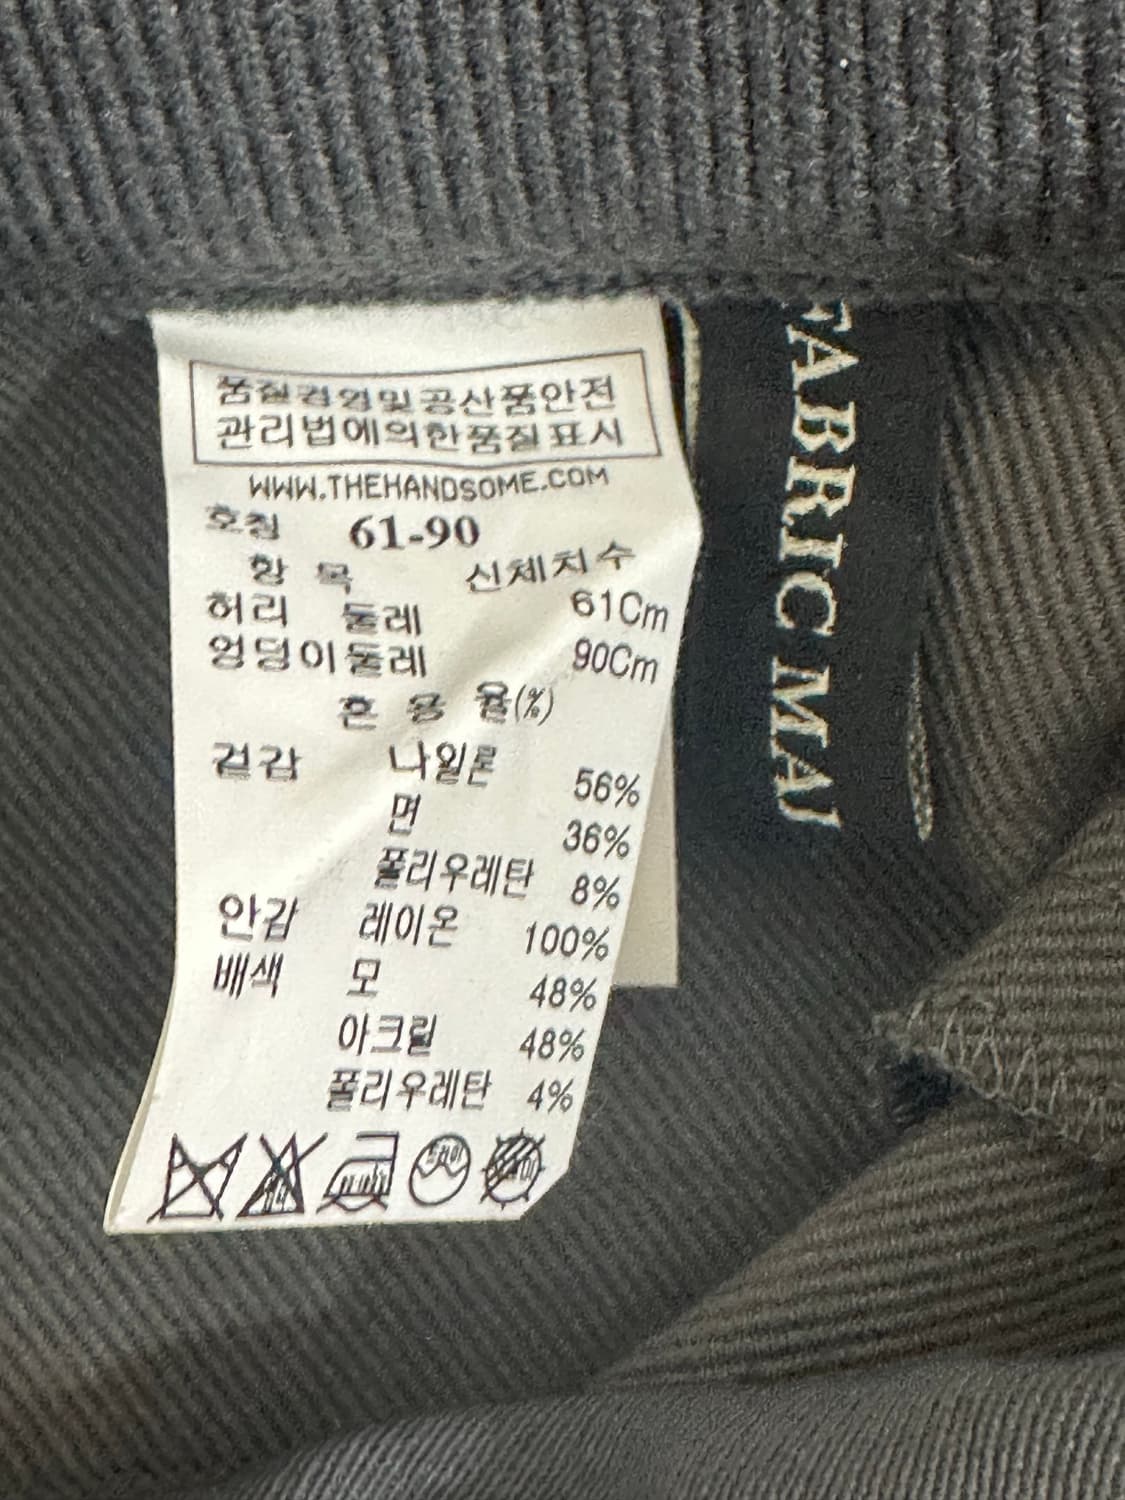 품질경영및공산품안전
관리법에의한품질표시
WWW.THEHANDSOME.COM
호칭 61-90
항 목 신체치수
허리 둘레 61Cm
엉덩이둘레 90Cm
혼 용 율(%)
겉감 나일론 56%
면 36%
폴리우레탄 8%
안감 레이온 100%
배색 모 48%
아크릴 48%
폴리우레탄 4%
드라이
FABRIC MAJ